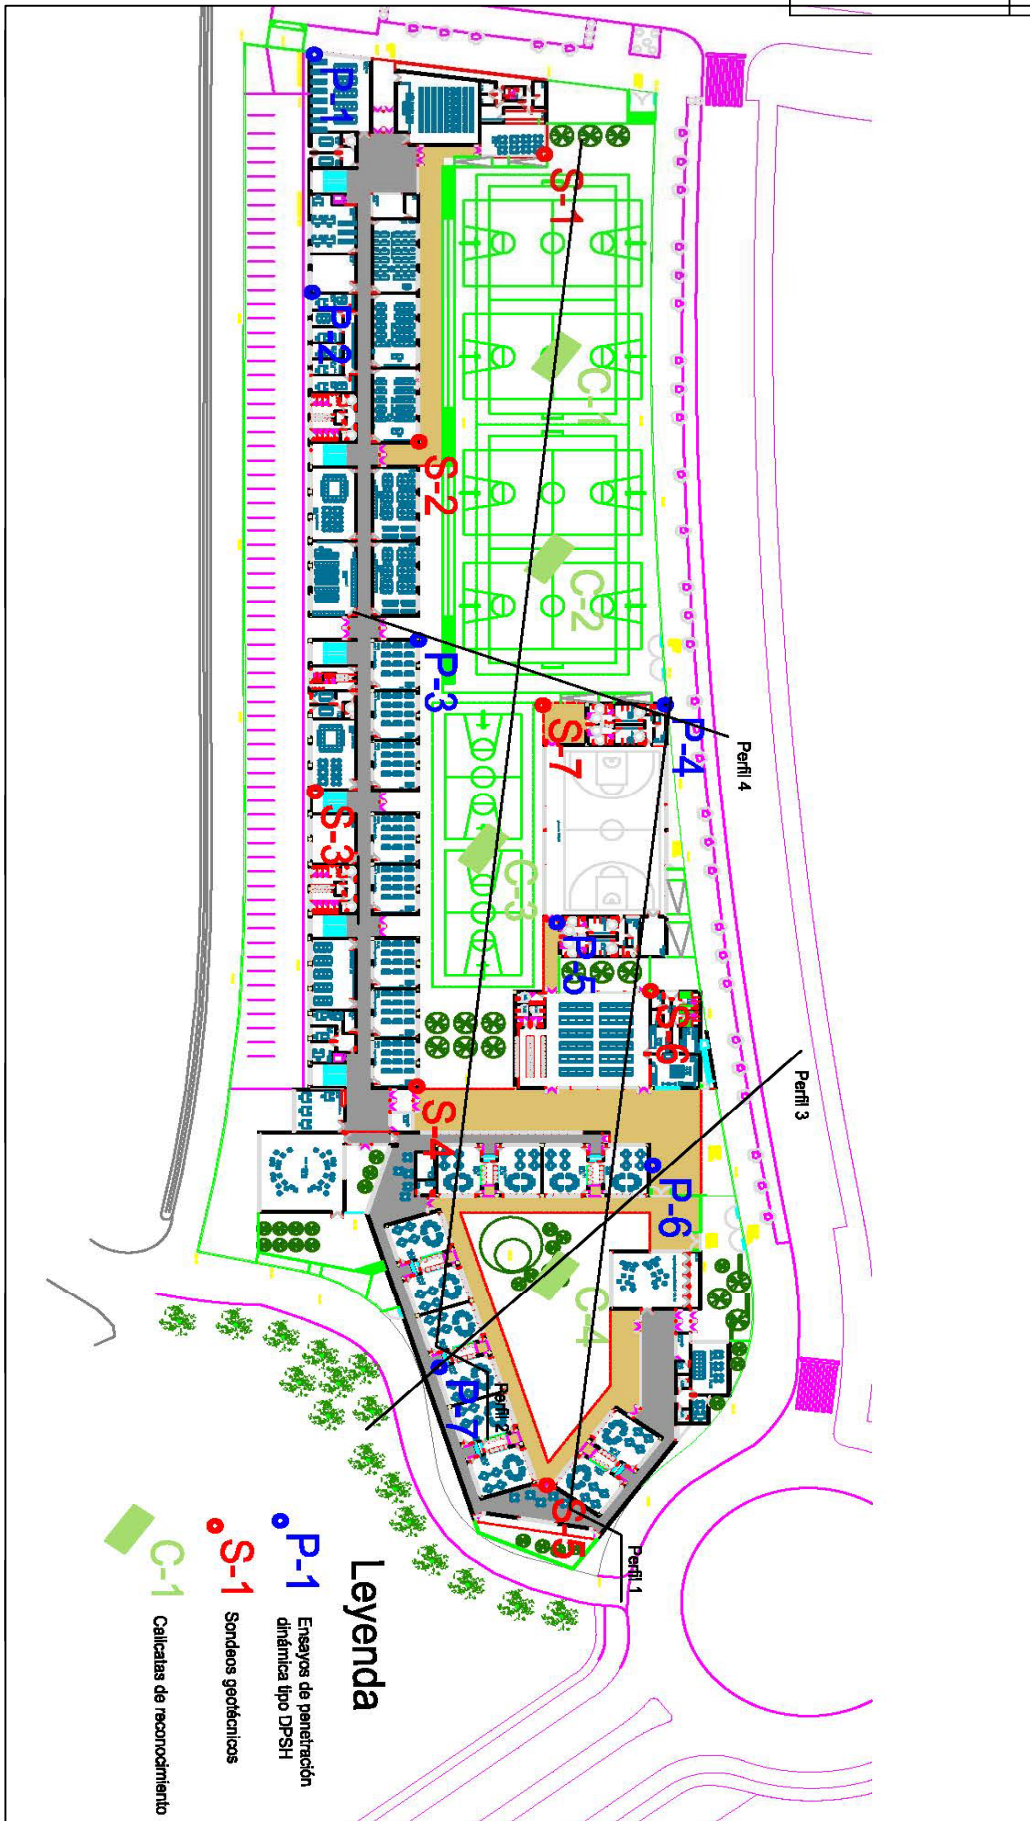 P-1
S-1
P-2
C-1
S-2
C-2
P-3
S-7
P-4
Perfil 4
S-3
C-3
P-5
S-6
Perfil 3
S-4
P-6
C-4
P-7
Perfil 2
S-5
Perfil 1
Leyenda
P-1
Ensayos de penetración
dinámica tipo DPSH
S-1
Sondeos geotécnicos
C-1
Calicatas de reconocimiento